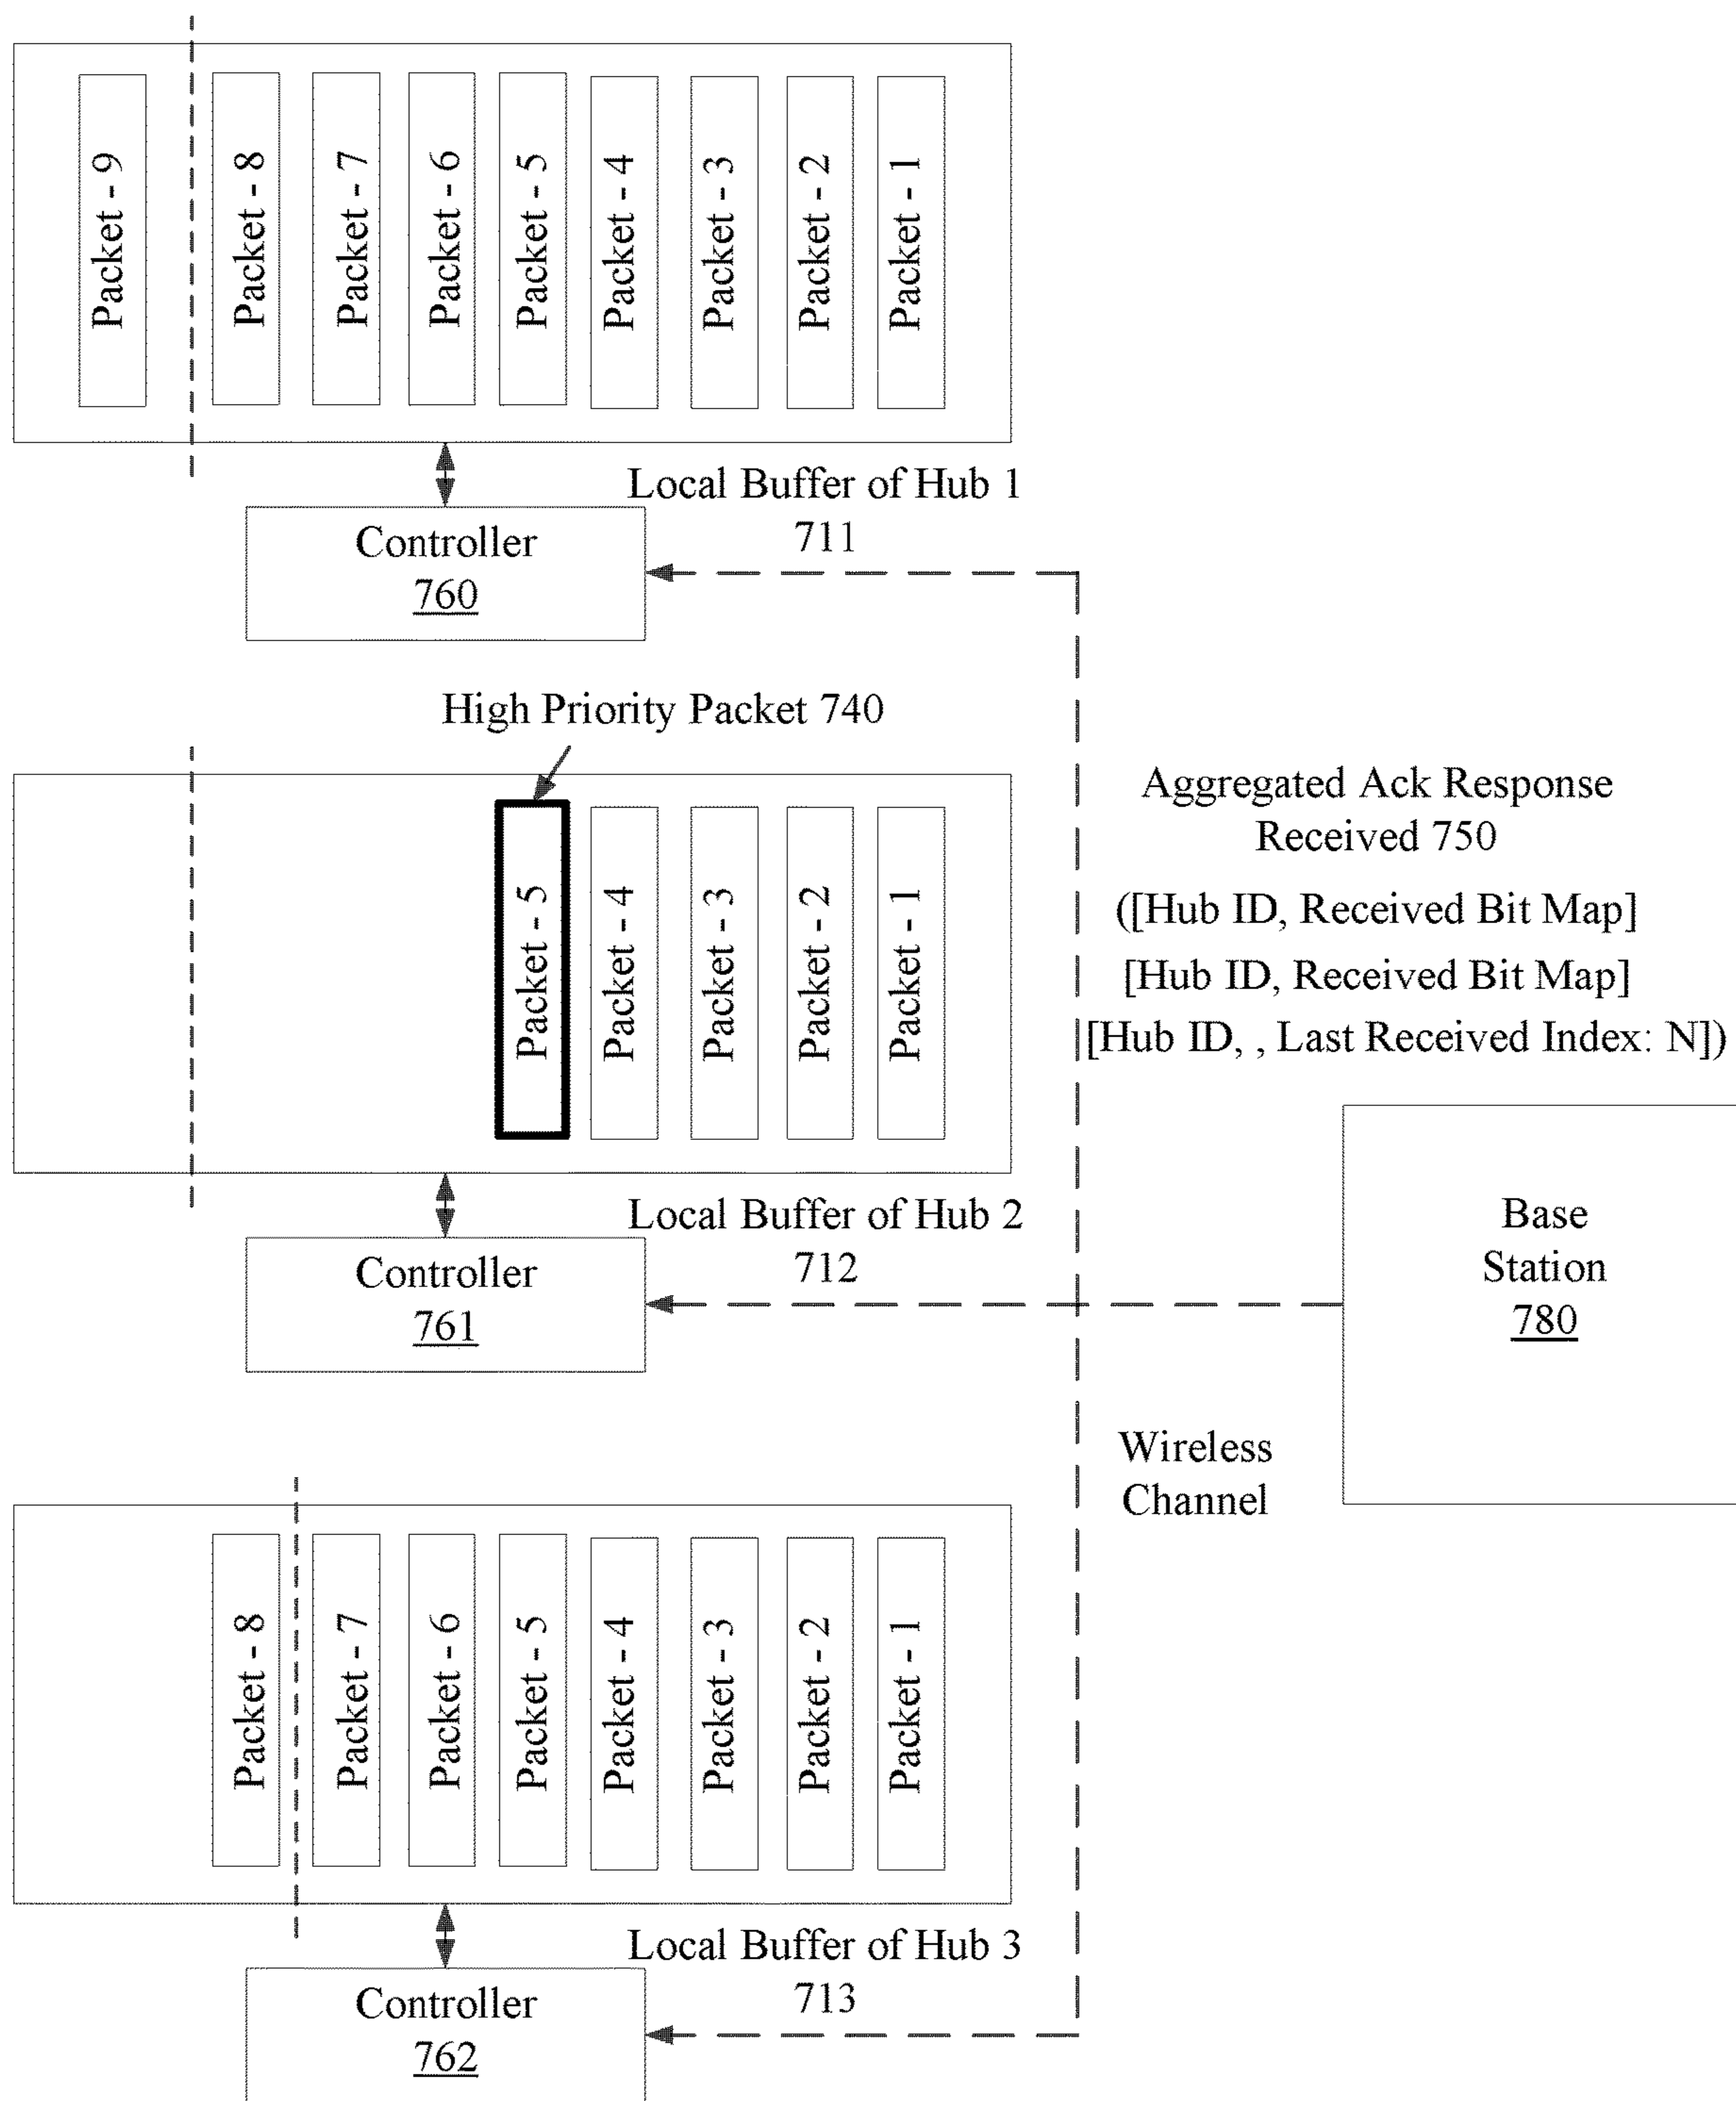 Packet - 9
Packet - 8
Packet - 7
Packet - 6
Packet - 5
Packet - 4
Packet - 3
Packet - 2
Packet - 1
Local Buffer of Hub 1
711
Controller
760
High Priority Packet 740
Packet - 5
Packet - 4
Packet - 3
Packet - 2
Packet - 1
Aggregated Ack Response
Received 750
([Hub ID, Received Bit Map]
[Hub ID, Received Bit Map]
[Hub ID, , Last Received Index: N])
Local Buffer of Hub 2
712
Controller
761
Base
Station
780
Wireless
Channel
Packet - 8
Packet - 7
Packet - 6
Packet - 5
Packet - 4
Packet - 3
Packet - 2
Packet - 1
Local Buffer of Hub 3
713
Controller
762